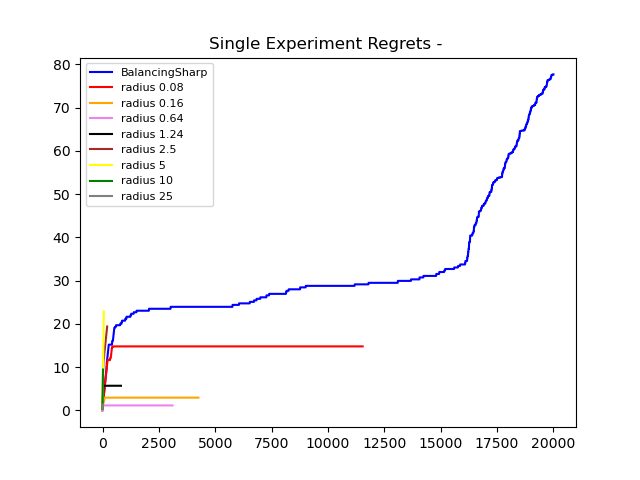 Single Experiment Regrets -
80
70
60
50
40
30
20
10
0
BalancingSharp
radius 0.08
radius 0.16
radius 0.64
radius 1.24
radius 2.5
radius 5
radius 10
radius 25
0 2500 5000 7500 10000 12500 15000 17500 20000